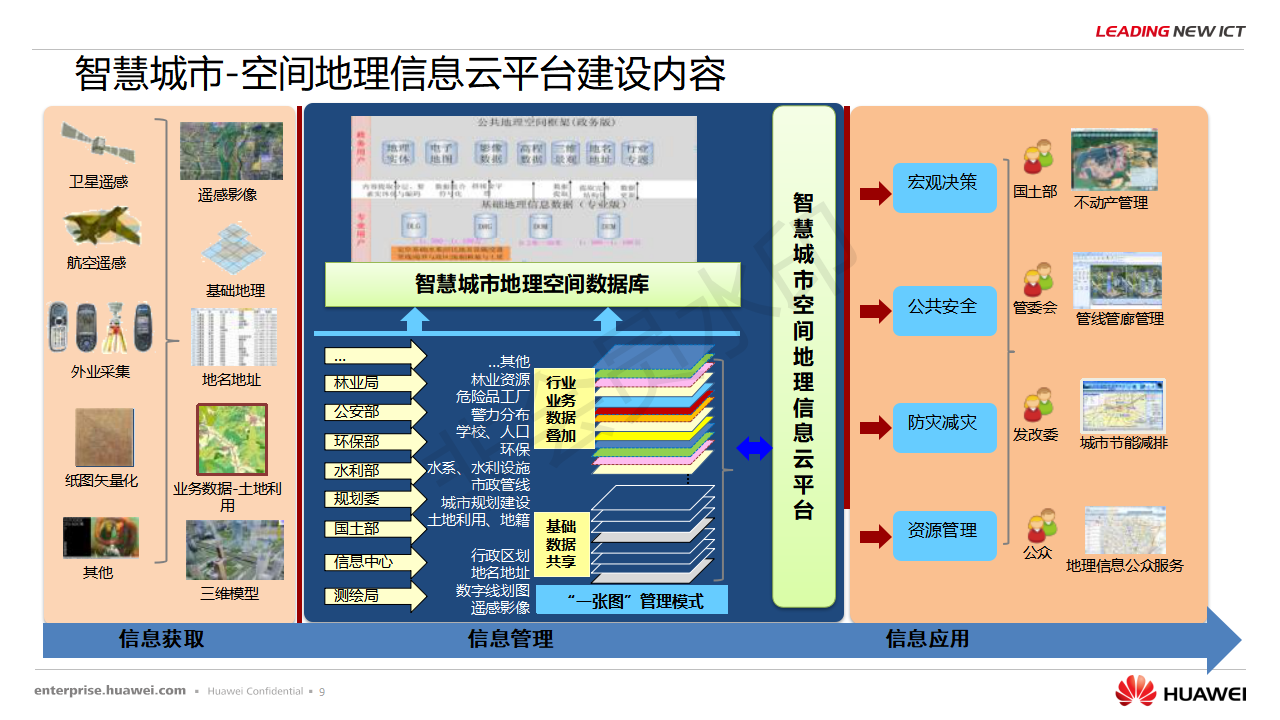 LEADING NEW ICT
智慧城市-空间地理信息云平台建设内容
卫星遥感
航空遥感
外业采集
纸图矢量化
其他
遥感影像
基础地理
地名地址
业务数据-土地利
用
三维模型
公共地理空间框架(政务版)
政务用户
地理
实体
电子
地图
影像
数据
高程
数据
三维
景观
地名
地址
行业
专题
基础地理信息数据（专业版）
专业用户
DLG
DRG
DOM
DEM
智慧城市地理空间数据库
...
林业局
公安部
环保部
水利部
规划委
国土部
信息中心
测绘局
...其他
林业资源
危险品工厂
警力分布
学校、人口
环保
水系、水利设施
市政管线
城市规划建设
土地利用、地籍
行政区划
地名地址
数字线划图
遥感影像
行业
业务
数据
叠加
基础
数据
共享
“一张图”管理模式
智慧城市空间地理信息云平台
宏观决策
公共安全
防灾减灾
资源管理
国土部
管委会
发改委
公众
不动产管理
管线管廊管理
城市节能减排
地理信息公众服务
信息获取
信息管理
信息应用
enterprise.huawei.com ▪ Huawei Confidential ▪ 9
HUAWEI